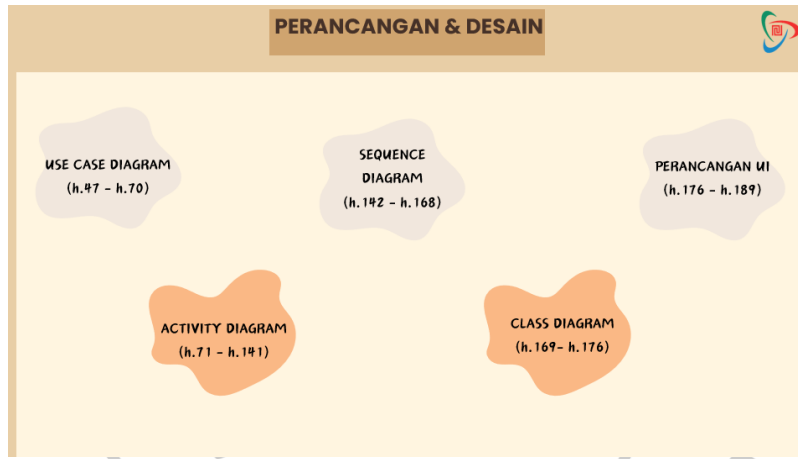 PERANCANGAN & DESAIN
USE CASE DIAGRAM
(h.47 - h.70)
SEQUENCE
DIAGRAM
(h.142 - h.168)
PERANCANGAN UI
(h.176 - h.189)
ACTIVITY DIAGRAM
(h.71 - h.141)
CLASS DIAGRAM
(h.169- h.176)